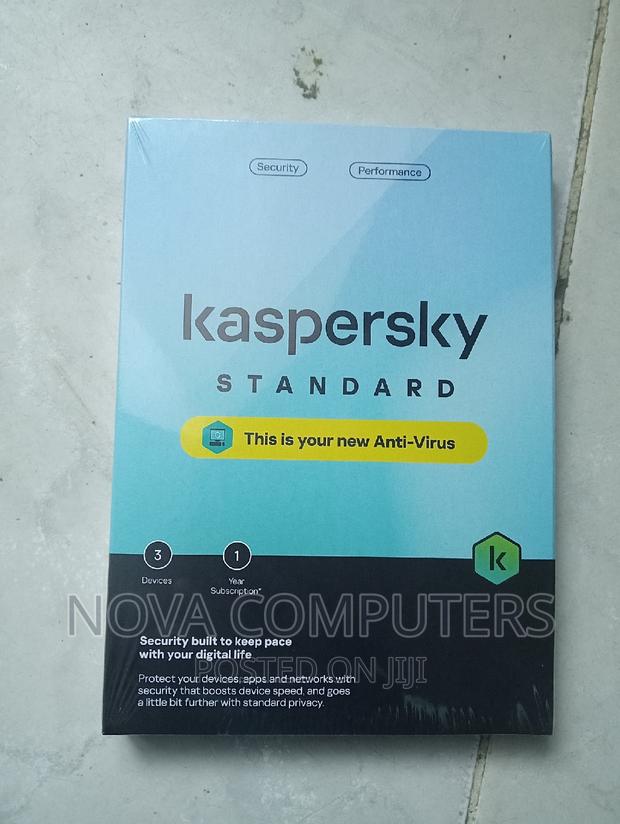 Security
Performance
kaspersky
STANDARD
This is your new Anti-Virus
3
Devices
1
Year
Subscription*
k
NOVA COMPUTERS
Security built to keep pace
with your digital life
POSTED ON JIJI
Protect your devices, apps and networks with
security that boosts device speed, and goes
a little bit further with standard privacy.